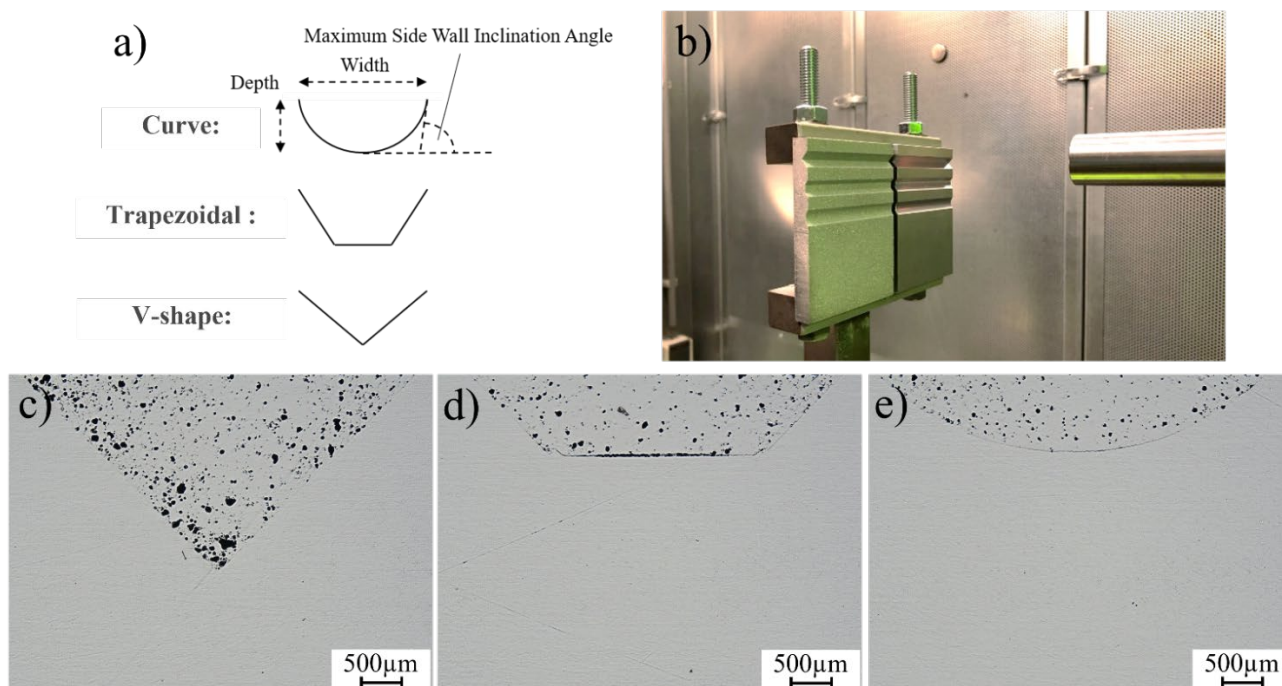 a)
Maximum Side Wall Inclination Angle
Width
Depth
Curve:
Trapezoidal :
V-shape:
b)
c)
500µm
d)
500µm
e)
500µm